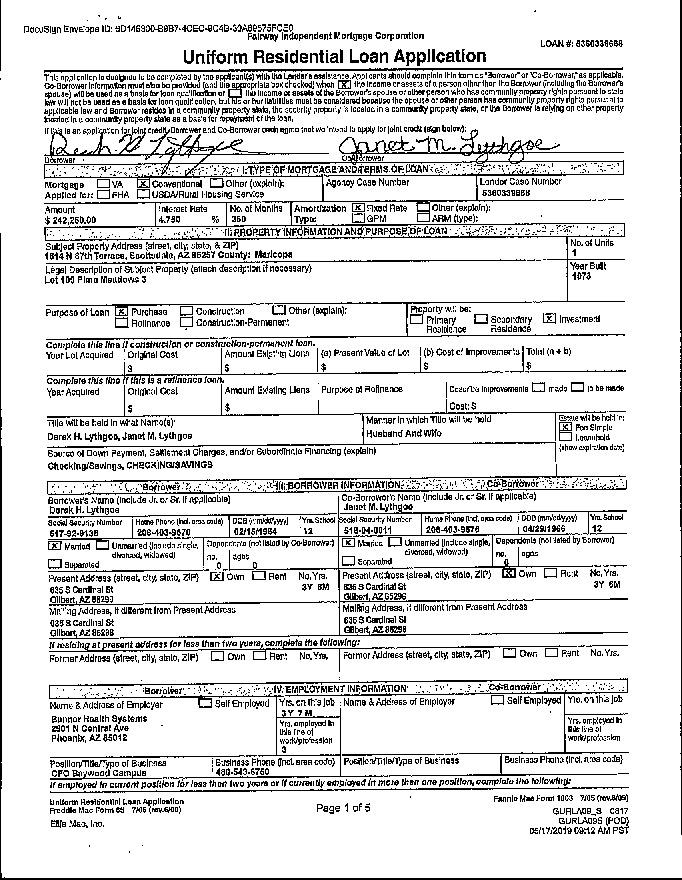 DocuSign Envelope ID:
Fairway Independent Mortgage Corporation
LOAN #: 5360339868
Uniform Residential Loan Application
This application is designed to be completed by the applicant(s) with the Lender's assistance. Applicants should complete this form as "Borrower" or "Co-Borrower," as applicable.
Co-Borrower information must also be provided (and the appropriate box checked) when ☒ the income or assets of a person other than the Borrower (including the Borrower's
spouse) will be used as a basis for loan qualification or ☐ the income or assets of the Borrower's spouse or other person who has community property rights pursuant to state
law will not be used as a basis for loan qualification, but his or her liabilities must be considered because the spouse or other person has community property rights pursuant to
applicable law and Borrower resides in a community property state, the security property is located in a community property state, or the Borrower is relying on other property
located in a community property state as a basis for repayment of the loan.
If this is an application for joint credit, Borrower and Co-Borrower each agree that we intend to apply for joint credit (sign below):
Derek H Lythgoe Janet M. Lythgoe
Borrower Co-Borrower
I. TYPE OF MORTGAGE AND TERMS OF LOAN
Mortgage ☐ VA ☒ Conventional ☐ Other (explain): Agency Case Number Lender Case Number
Applied for: ☐ FHA ☐ USDA/Rural Housing Service 5360339868
Amount Interest Rate No. of Months Amortization ☒ Fixed Rate ☐ Other (explain):
$ 242,250.00 4.750 % 360 Type: ☐ GPM ☐ ARM (type):
II. PROPERTY INFORMATION AND PURPOSE OF LOAN
Subject Property Address (street, city, state, & ZIP) No. of Units
1614 N 87th Terrace, Scottsdale, AZ 85257 County: Maricopa 1
Legal Description of Subject Property (attach description if necessary) Year Built
Lot 106 Plana Meadows 3 1973
Purpose of Loan ☒ Purchase ☐ Construction ☐ Other (explain): Property will be:
☐ Refinance ☐ Construction-Permanent ☐ Primary Residence ☐ Secondary Residence ☒ Investment
Complete this line if construction or construction-permanent loan.
Year Lot Acquired Original Cost Amount Existing Liens (a) Present Value of Lot (b) Cost of Improvements Total (a + b)
$ $ $ $ $
Complete this line if this is a refinance loan.
Year Acquired Original Cost Amount Existing Liens Purpose of Refinance Describe Improvements ☐ made ☐ to be made
$ $ Cost: $
Title will be held in what Name(s) Manner in which Title will be held Estate will be held in:
Derek H. Lythgoe, Janet M. Lythgoe Husband And Wife ☒ Fee Simple
☐ Leasehold
Source of Down Payment, Settlement Charges, and/or Subordinate Financing (explain) (show expiration date)
Checking/Savings, CHECKING/SAVINGS
Borrower III. BORROWER INFORMATION Co-Borrower
Borrower's Name (include Jr. or Sr. if applicable) Co-Borrower's Name (include Jr. or Sr. if applicable)
Derek H. Lythgoe Janet M. Lythgoe
Social Security Number Home Phone (incl. area code) DOB (mm/dd/yyyy) Yrs. School Social Security Number Home Phone (incl. area code) DOB (mm/dd/yyyy) Yrs. School
517-92-9138 208-403-9570 02/15/1964 12 518-04-0011 208-403-9576 04/29/1966 12
☒ Married ☐ Unmarried (include single, divorced, widowed) Dependents (not listed by Co-Borrower) ☒ Married ☐ Unmarried (include single, divorced, widowed) Dependents (not listed by Borrower)
☐ Separated no. 0 ages 0 ☐ Separated no. 0 ages
Present Address (street, city, state, ZIP) ☒ Own ☐ Rent No. Yrs. Present Address (street, city, state, ZIP) ☒ Own ☐ Rent No. Yrs.
635 S Cardinal St 3Y 6M 635 S Cardinal St 3Y 6M
Gilbert, AZ 85296 Gilbert, AZ 85296
Mailing Address, if different from Present Address Mailing Address, if different from Present Address
635 S Cardinal St 635 S Cardinal St
Gilbert, AZ 85296 Gilbert, AZ 85296
If residing at present address for less than two years, complete the following:
Former Address (street, city, state, ZIP) ☐ Own ☐ Rent No. Yrs. Former Address (street, city, state, ZIP) ☐ Own ☐ Rent No. Yrs.
Borrower IV. EMPLOYMENT INFORMATION Co-Borrower
Name & Address of Employer ☐ Self Employed Yrs. on this job Name & Address of Employer ☐ Self Employed Yrs. on this job
3Y 7M
Banner Health Systems Yrs. employed in this line of work/profession Yrs. employed in this line of work/profession
2901 N Central Ave
Phoenix, AZ 85012 3
Position/Title/Type of Business Business Phone (incl. area code) Position/Title/Type of Business Business Phone (incl. area code)
CFO Baywood Campus 480-543-6760
If employed in current position for less than two years or if currently employed in more than one position, complete the following:
Uniform Residential Loan Application Fannie Mae Form 1003 7/05 (rev.6/09)
Freddie Mac Form 65 7/05 (rev.6/09) Page 1 of 5 GURLA09_S 0817
Ellie Mae, Inc. GURLA09S (POD)
05/17/2019 09:12 AM PST